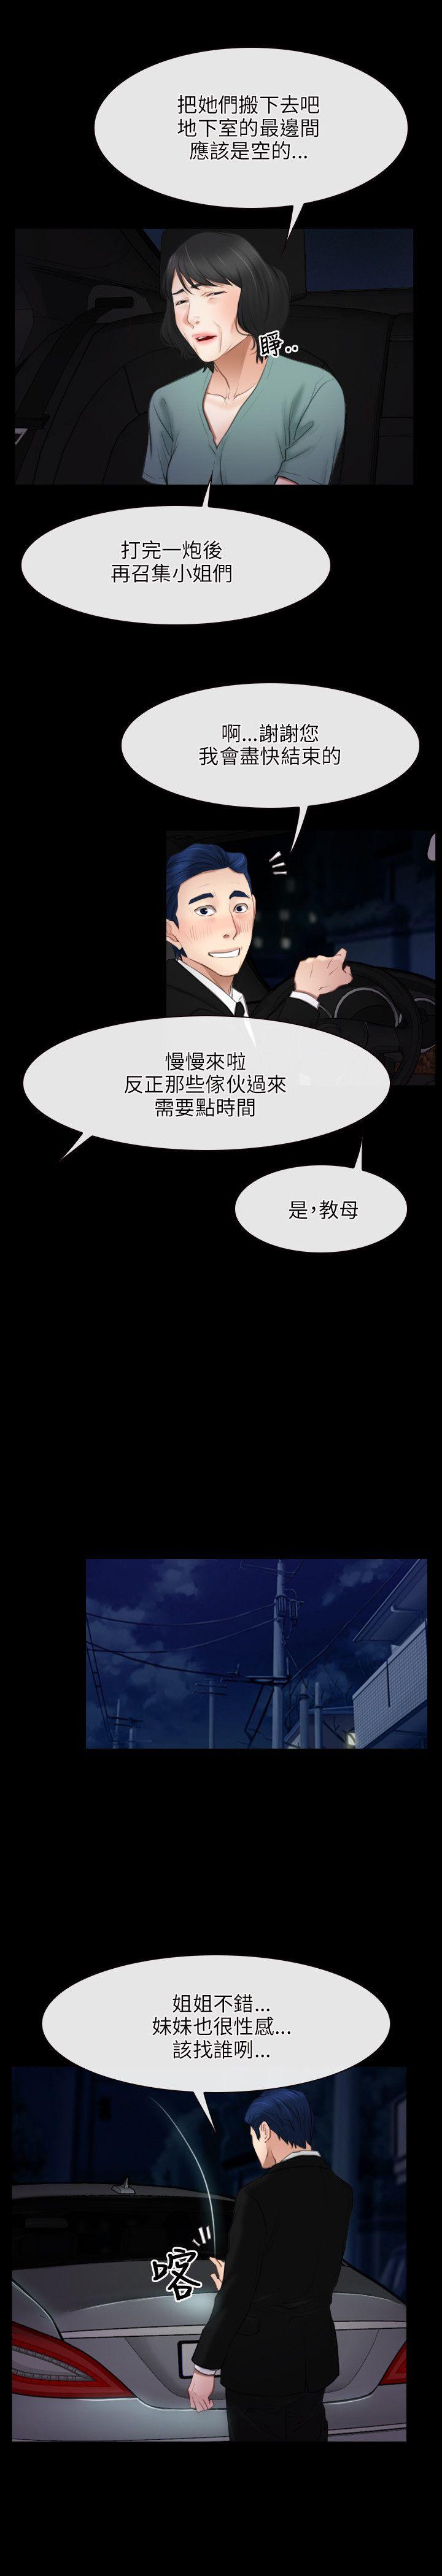 把她們搬下去吧
地下室的最邊間
應該是空的...
睜..
打完一炮後
再召集小姐們
啊...謝謝您
我會盡快結束的
慢慢來啦
反正那些傢伙過來
需要點時間
是,教母
姐姐不錯...
妹妹也很性感...
該找誰咧...
喀